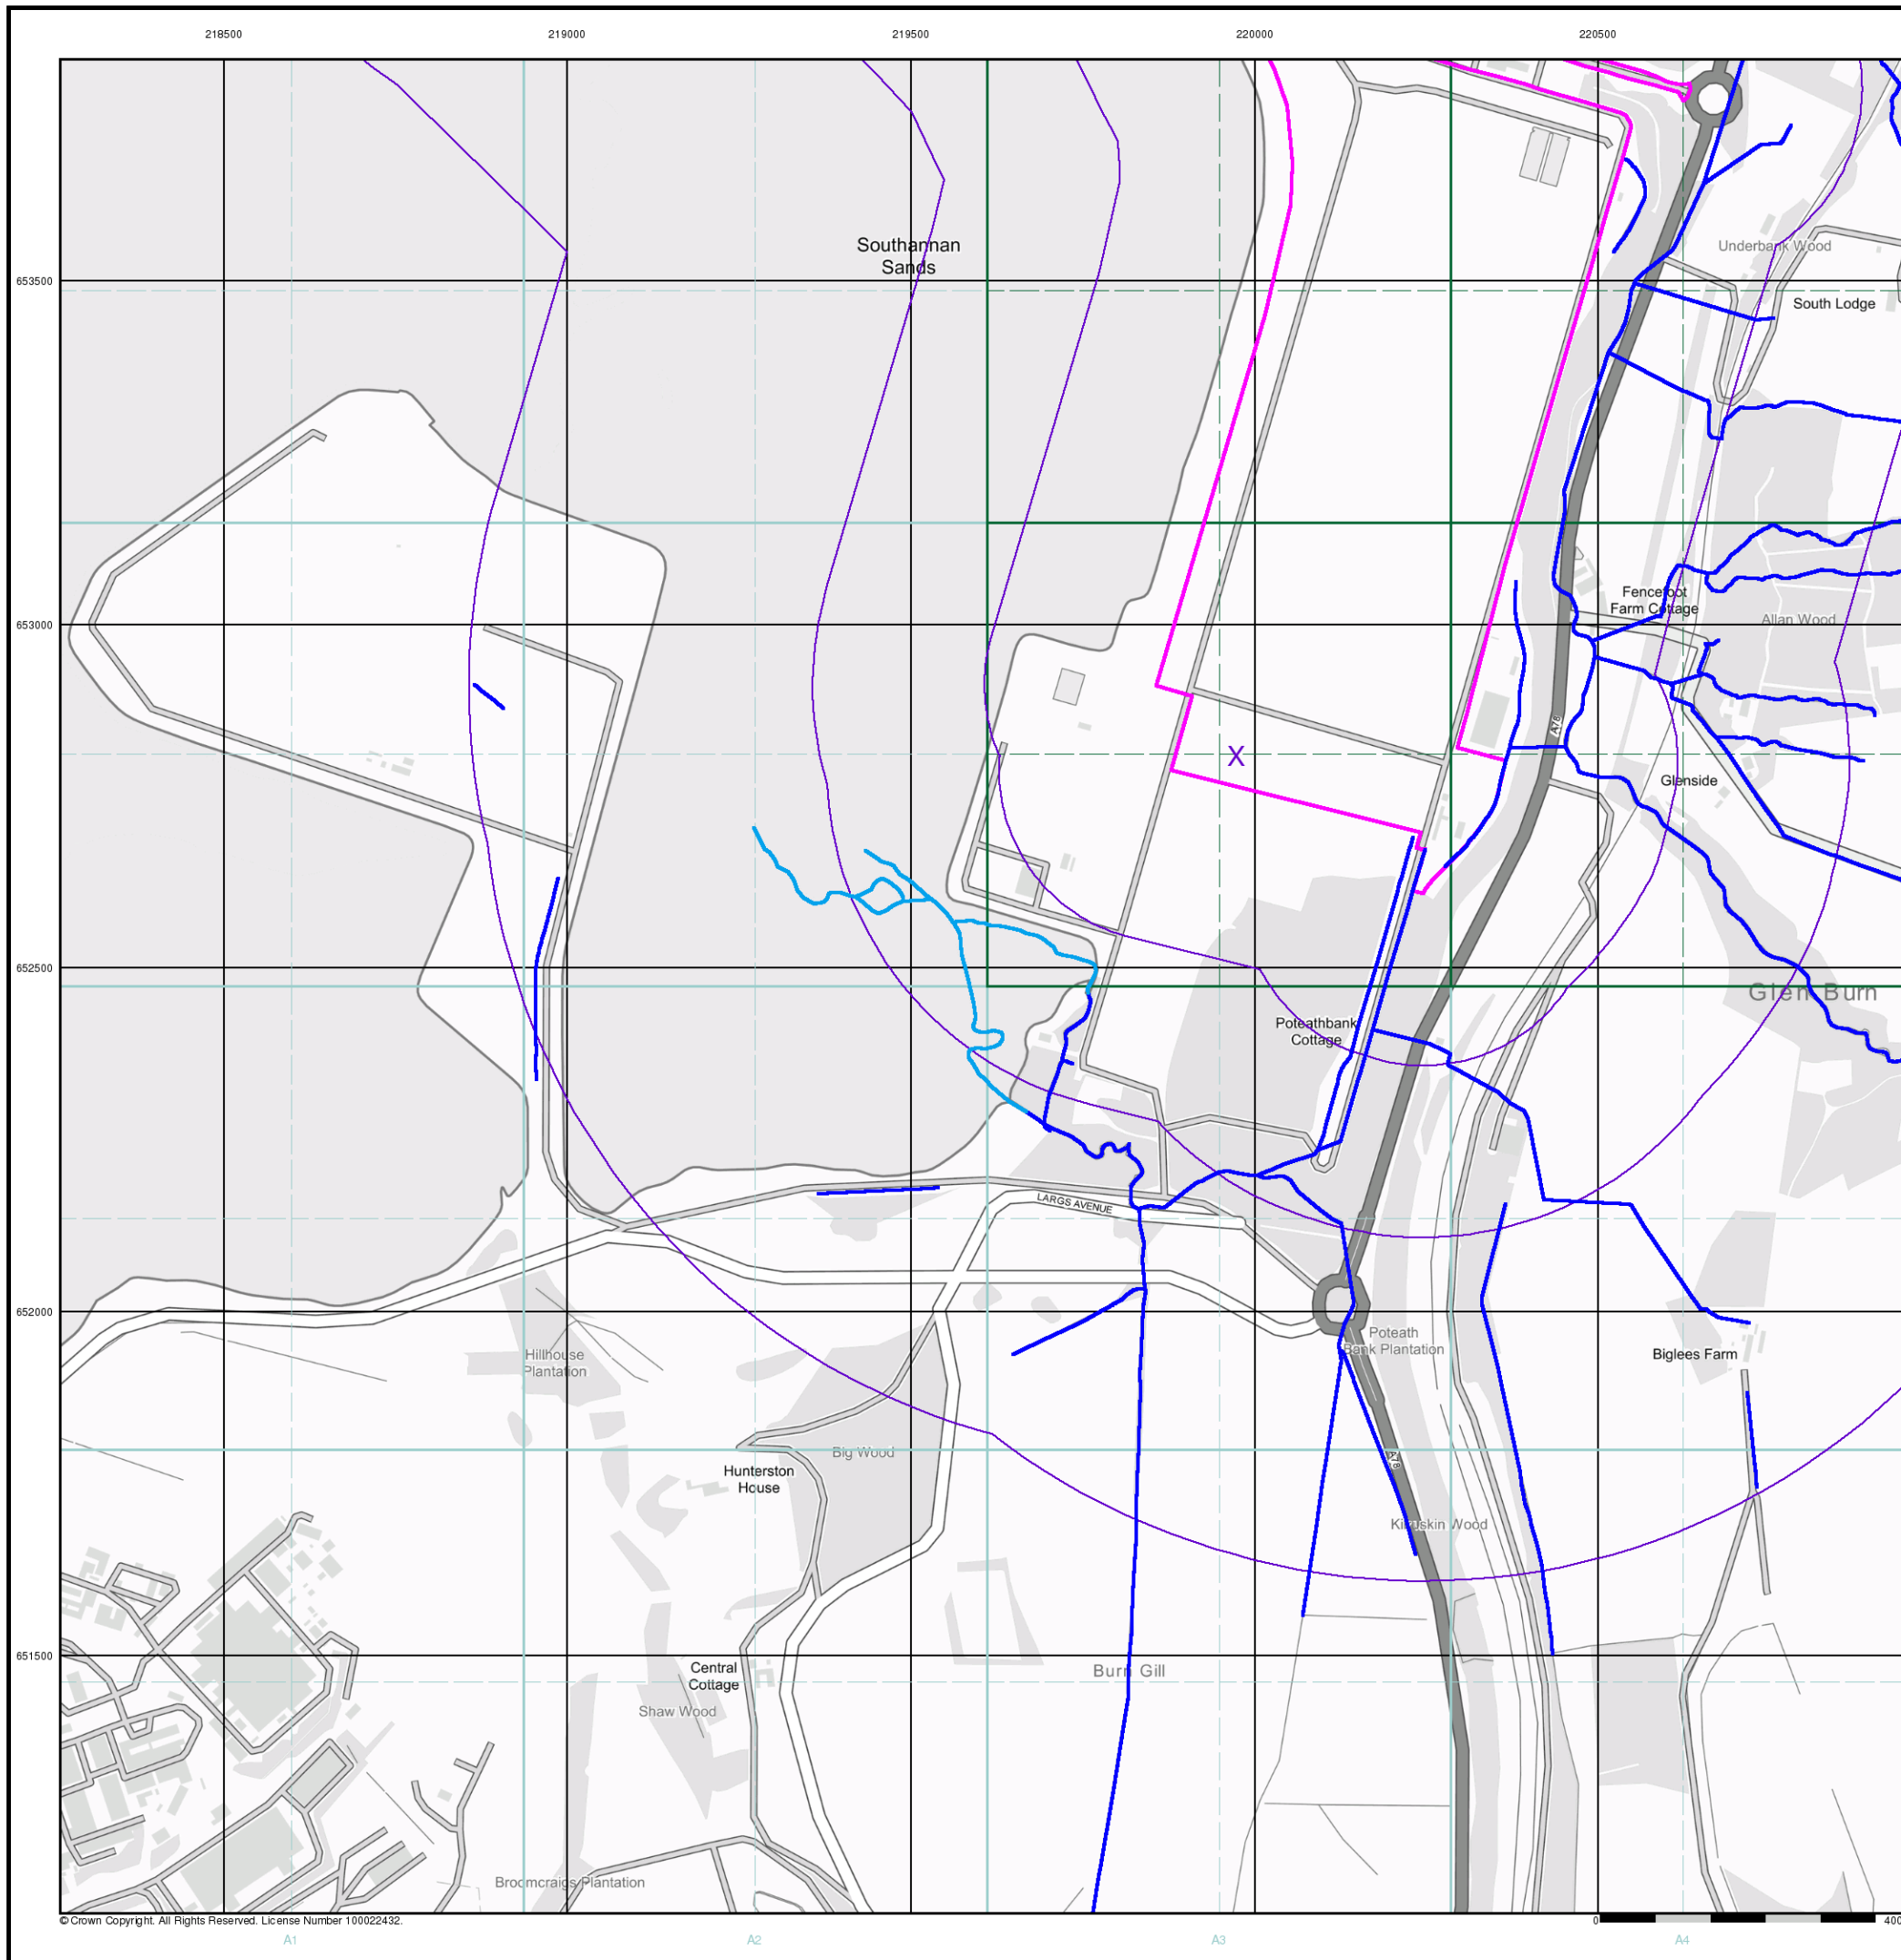 218500 219000 219500 220000 220500
Southannan
Sands
653500
Underbank Wood
South Lodge
Fencefoot
Farm Cottage
653000
Allan Wood
A78
X
Glenside
652500
Glen Burn
Poteathbank
Cottage
LARGS AVENUE
652000
Poteath
Bank Plantation
Hillhouse
Plantation
Biglees Farm
Big Wood
Hunterston
House
A78
Kilruskin Wood
651500
Central
Cottage
Burn Gill
Shaw Wood
Broomcraigs Plantation
© Crown Copyright. All Rights Reserved. License Number 100022432.
0 400
A1 A2 A3 A4